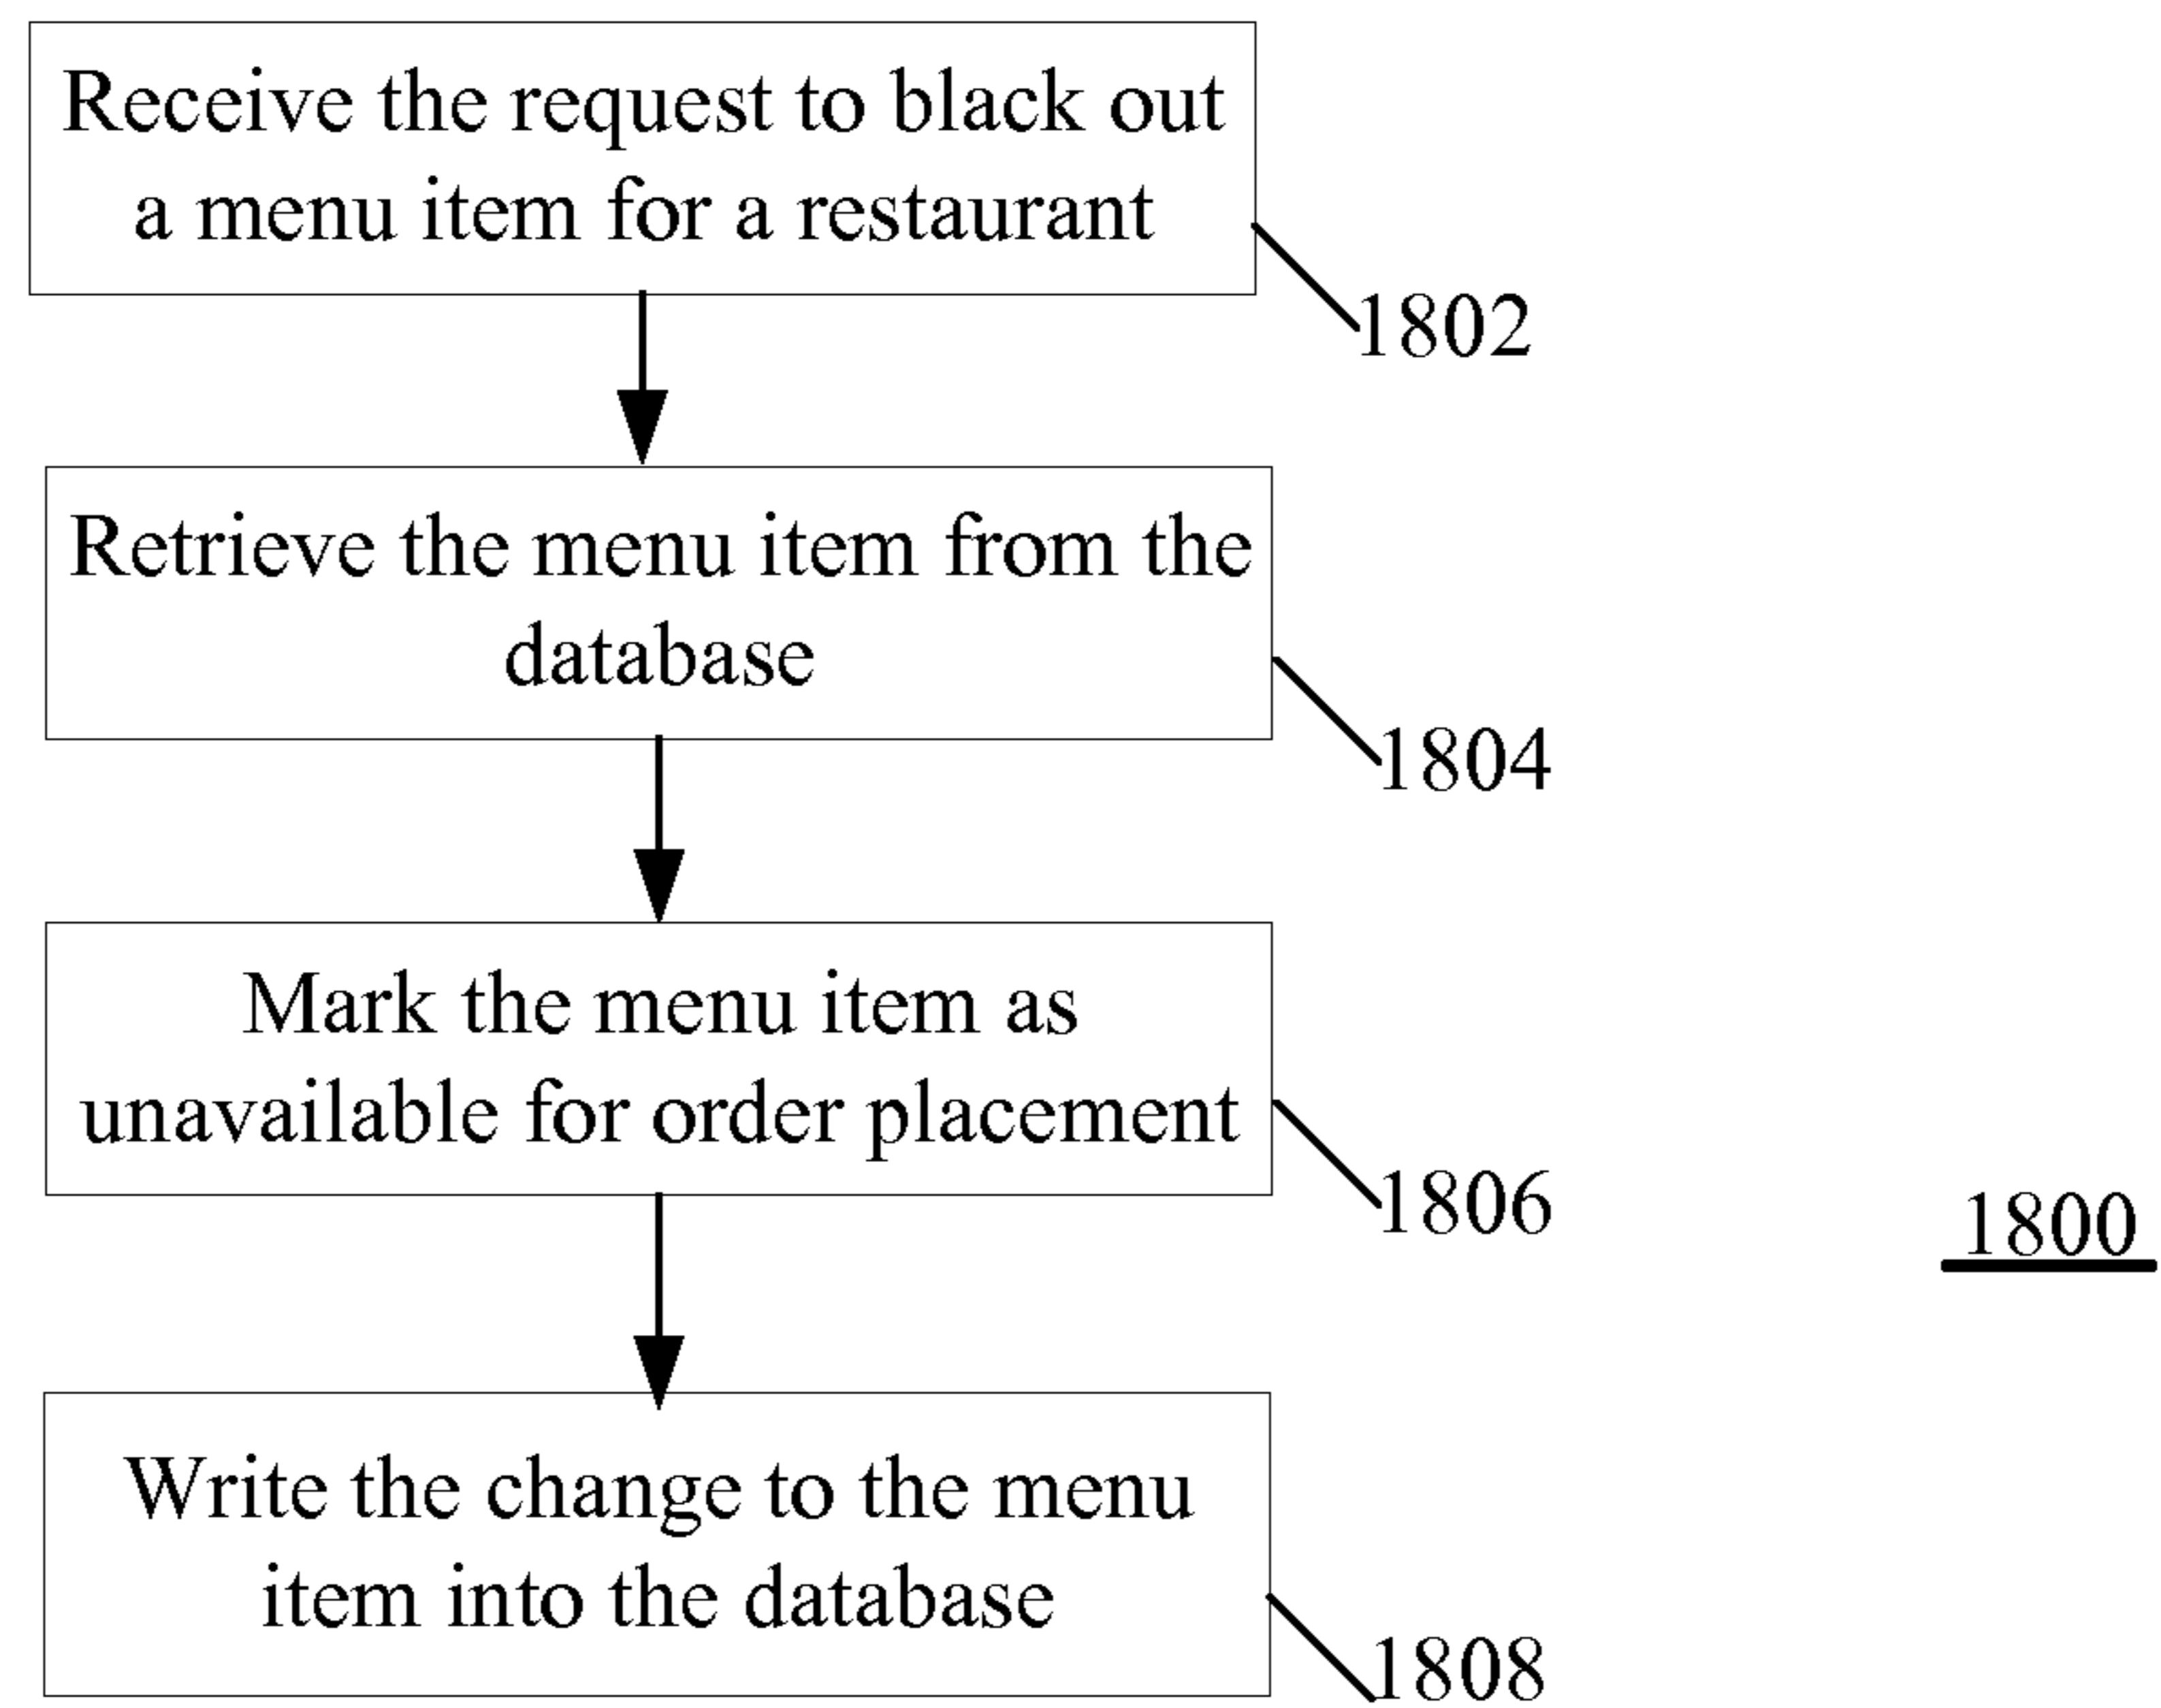 Receive the request to black out
a menu item for a restaurant
1802
Retrieve the menu item from the
database
1804
Mark the menu item as
unavailable for order placement
1806
1800
Write the change to the menu
item into the database
1808